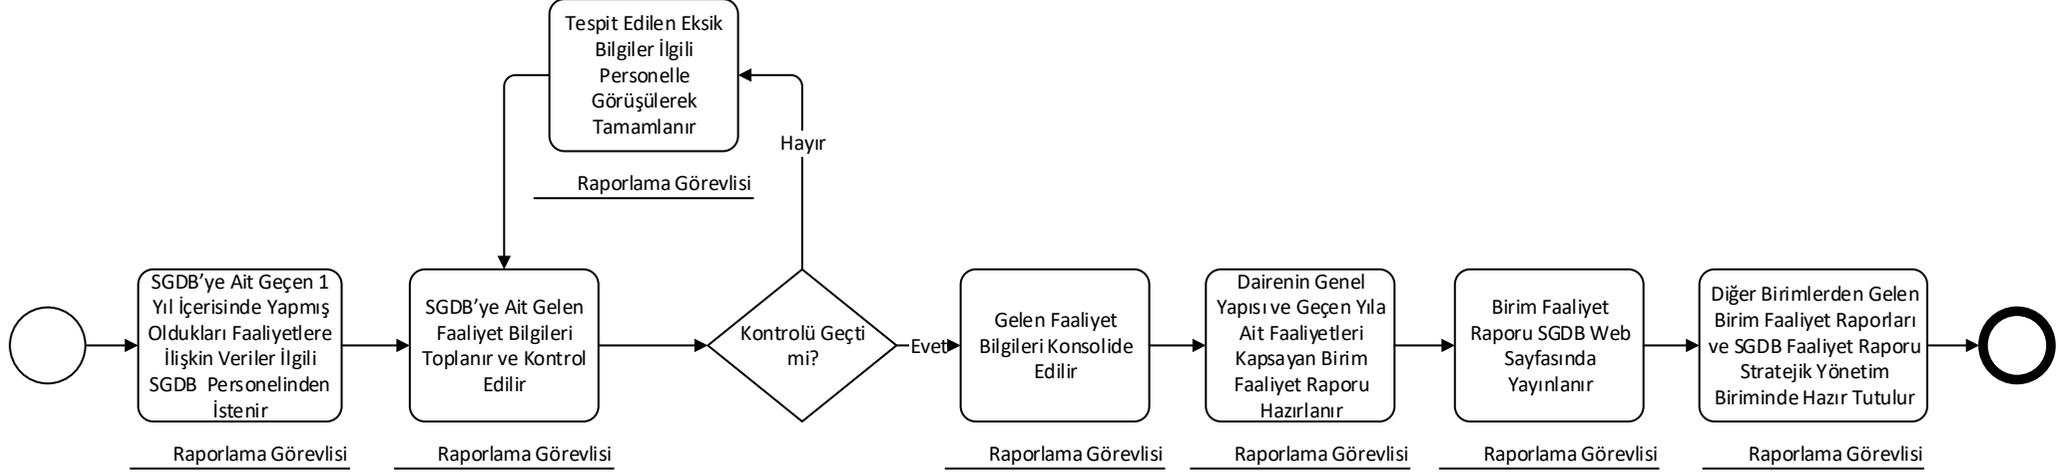 Tespit Edilen Eksik
Bilgiler İlgili
Personelle
Görüşülerek
Tamamlanır
Raporlama Görevlisi
Hayır
SGDB’ye Ait Geçen 1
Yıl İçerisinde Yapmış
Oldukları Faaliyetlere
İlişkin Veriler İlgili
SGDB Personelinden
İstenir
Raporlama Görevlisi
SGDB’ye Ait Gelen
Faaliyet Bilgileri
Toplanır ve Kontrol
Edilir
Raporlama Görevlisi
Kontrolü Geçti
mi?
Evet
Gelen Faaliyet
Bilgileri Konsolide
Edilir
Raporlama Görevlisi
Dairenin Genel
Yapısı ve Geçen Yıla
Ait Faaliyetleri
Kapsayan Birim
Faaliyet Raporu
Hazırlanır
Raporlama Görevlisi
Birim Faaliyet
Raporu SGDB Web
Sayfasında
Yayınlanır
Raporlama Görevlisi
Diğer Birimlerden Gelen
Birim Faaliyet Raporları
ve SGDB Faaliyet Raporu
Stratejik Yönetim
Biriminde Hazır Tutulur
Raporlama Görevlisi